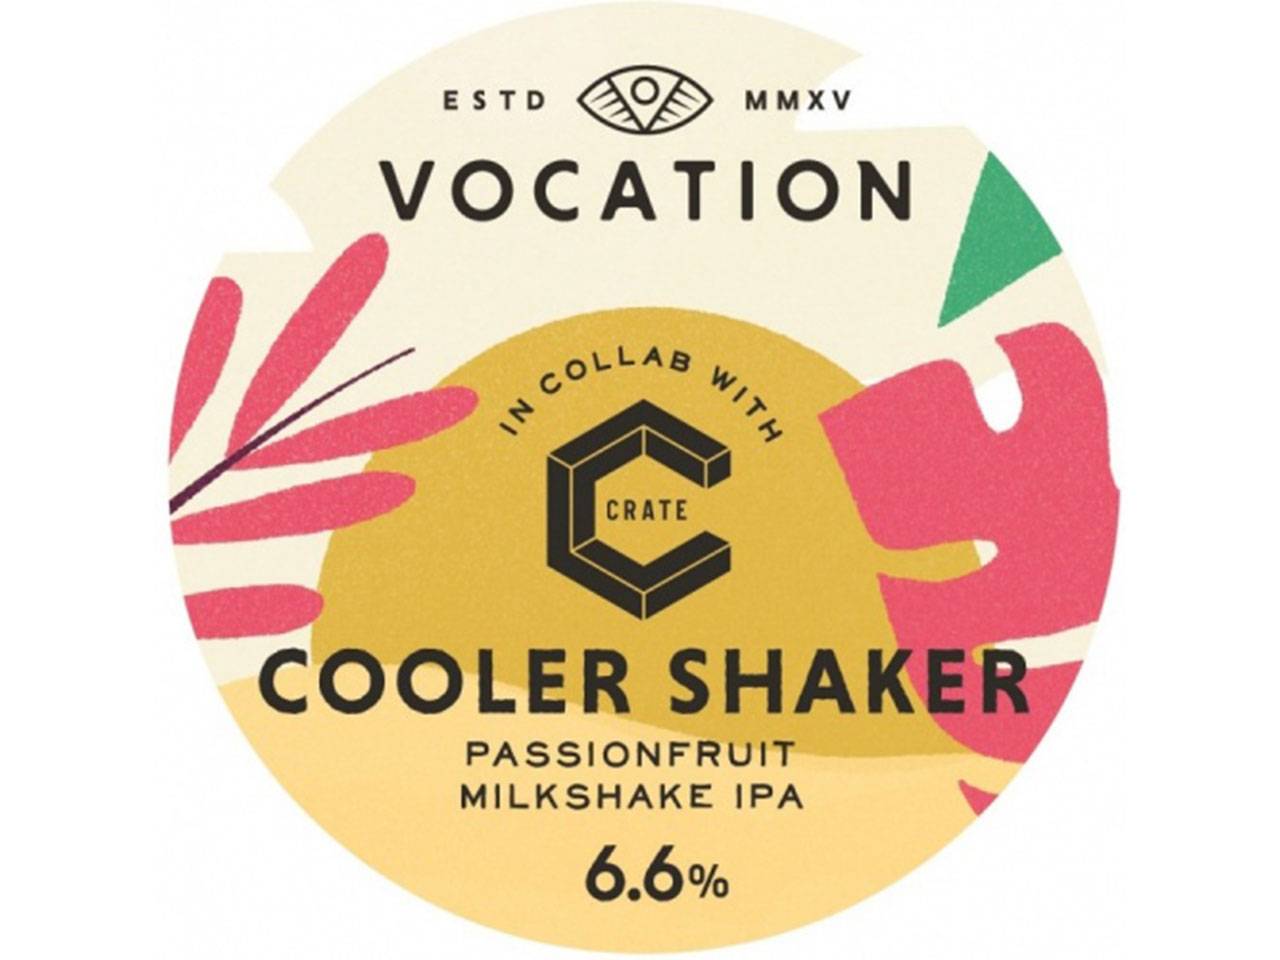 ESTD MMXV
VOCATION
IN COLLAB WITH
CRATE
COOLER SHAKER
PASSIONFRUIT
MILKSHAKE IPA
6.6%